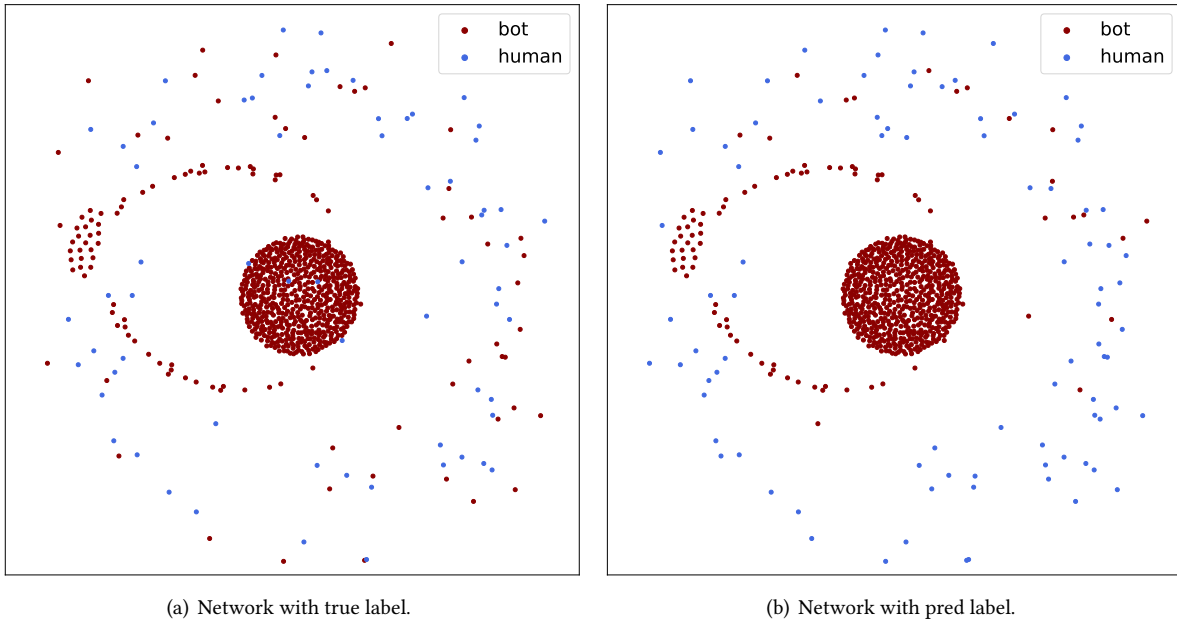 bot
human
bot
human
(a) Network with true label.
(b) Network with pred label.